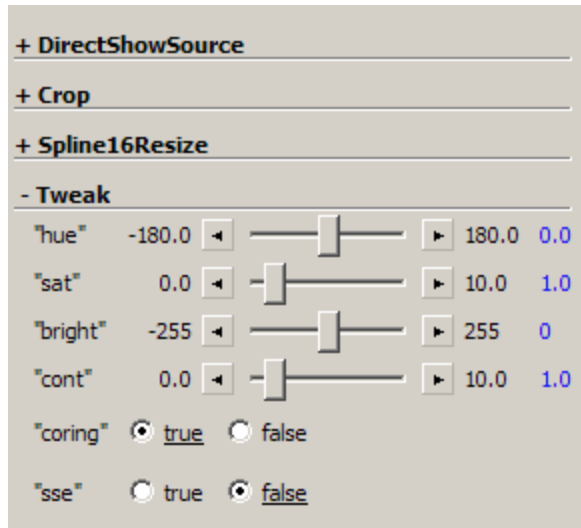 + DirectShowSource
+ Crop
+ Spline16Resize
- Tweak
"hue" -180.0 180.0 0.0
"sat" 0.0 10.0 1.0
"bright" -255 255 0
"cont" 0.0 10.0 1.0
"coring" true false
"sse" true false